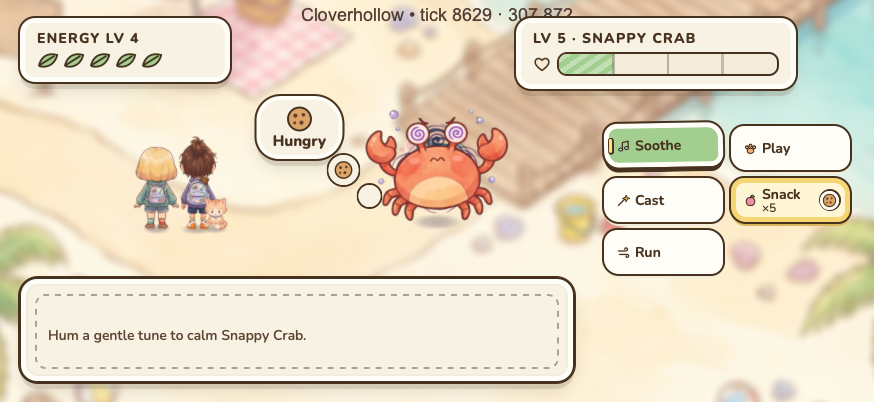 Cloverhollow • tick 8629 · 307,872
ENERGY LV 4
LV 5 · SNAPPY CRAB
Hungry
Soothe
Play
Cast
Snack
×5
Run
Hum a gentle tune to calm Snappy Crab.